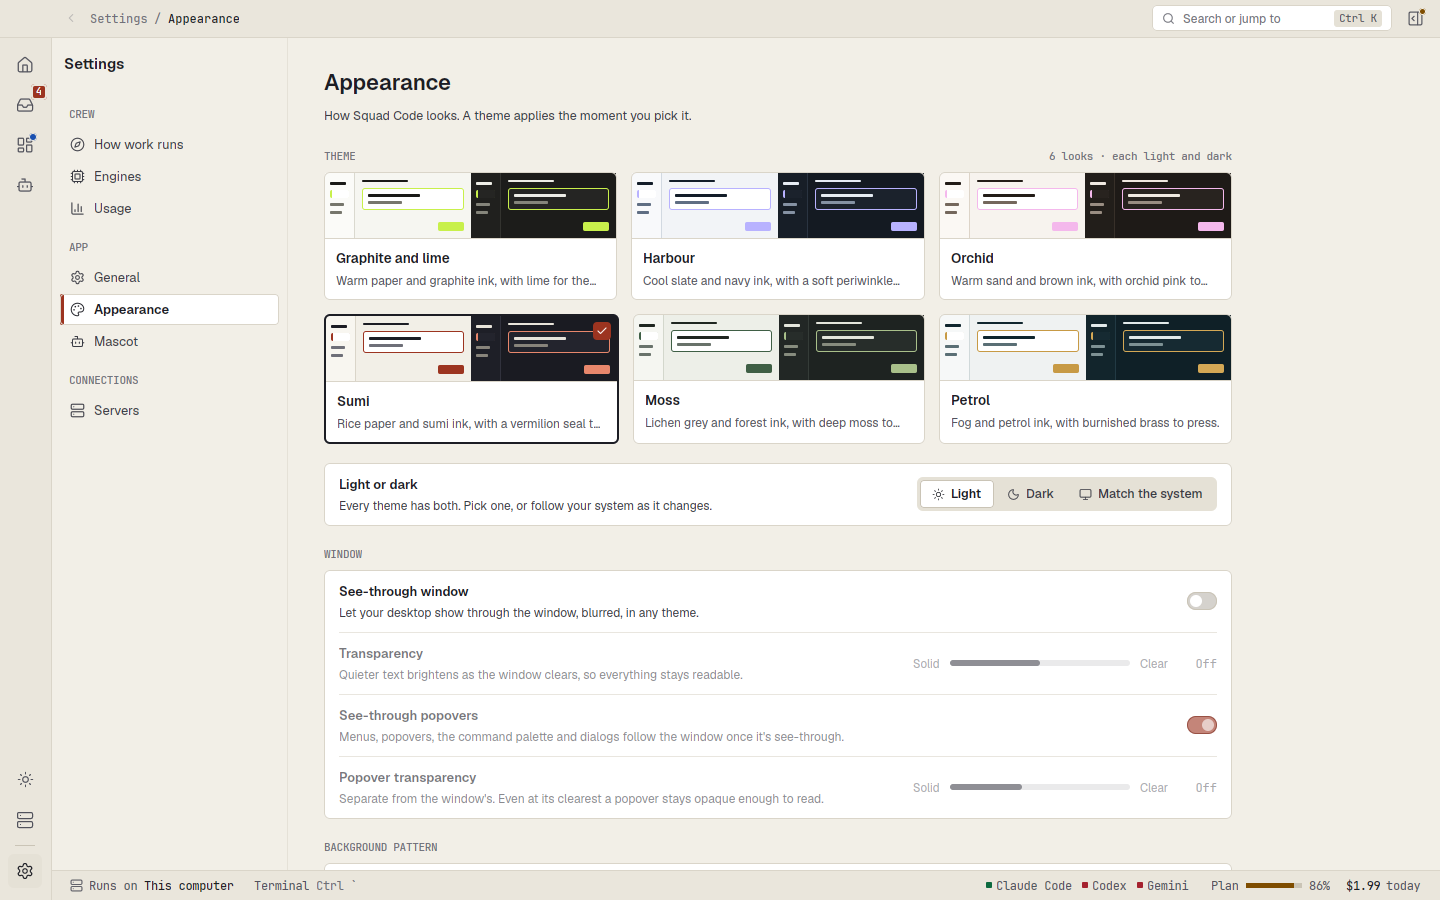 Settings / Appearance
Search or jump to
Ctrl K
Settings
4
CREW
How work runs
Engines
Usage
APP
General
Appearance
Mascot
CONNECTIONS
Servers
Appearance
How Squad Code looks. A theme applies the moment you pick it.
THEME
6 looks · each light and dark
Graphite and lime
Warm paper and graphite ink, with lime for the…
Harbour
Cool slate and navy ink, with a soft periwinkle…
Orchid
Warm sand and brown ink, with orchid pink to…
Sumi
Rice paper and sumi ink, with a vermilion seal t…
Moss
Lichen grey and forest ink, with deep moss to…
Petrol
Fog and petrol ink, with burnished brass to press.
Light or dark
Every theme has both. Pick one, or follow your system as it changes.
Light
Dark
Match the system
WINDOW
See-through window
Let your desktop show through the window, blurred, in any theme.
Transparency
Quieter text brightens as the window clears, so everything stays readable.
Solid
Clear
Off
See-through popovers
Menus, popovers, the command palette and dialogs follow the window once it's see-through.
Popover transparency
Separate from the window's. Even at its clearest a popover stays opaque enough to read.
Solid
Clear
Off
BACKGROUND PATTERN
Runs on This computer
Terminal Ctrl `
Claude Code
Codex
Gemini
Plan
86%
$1.99 today